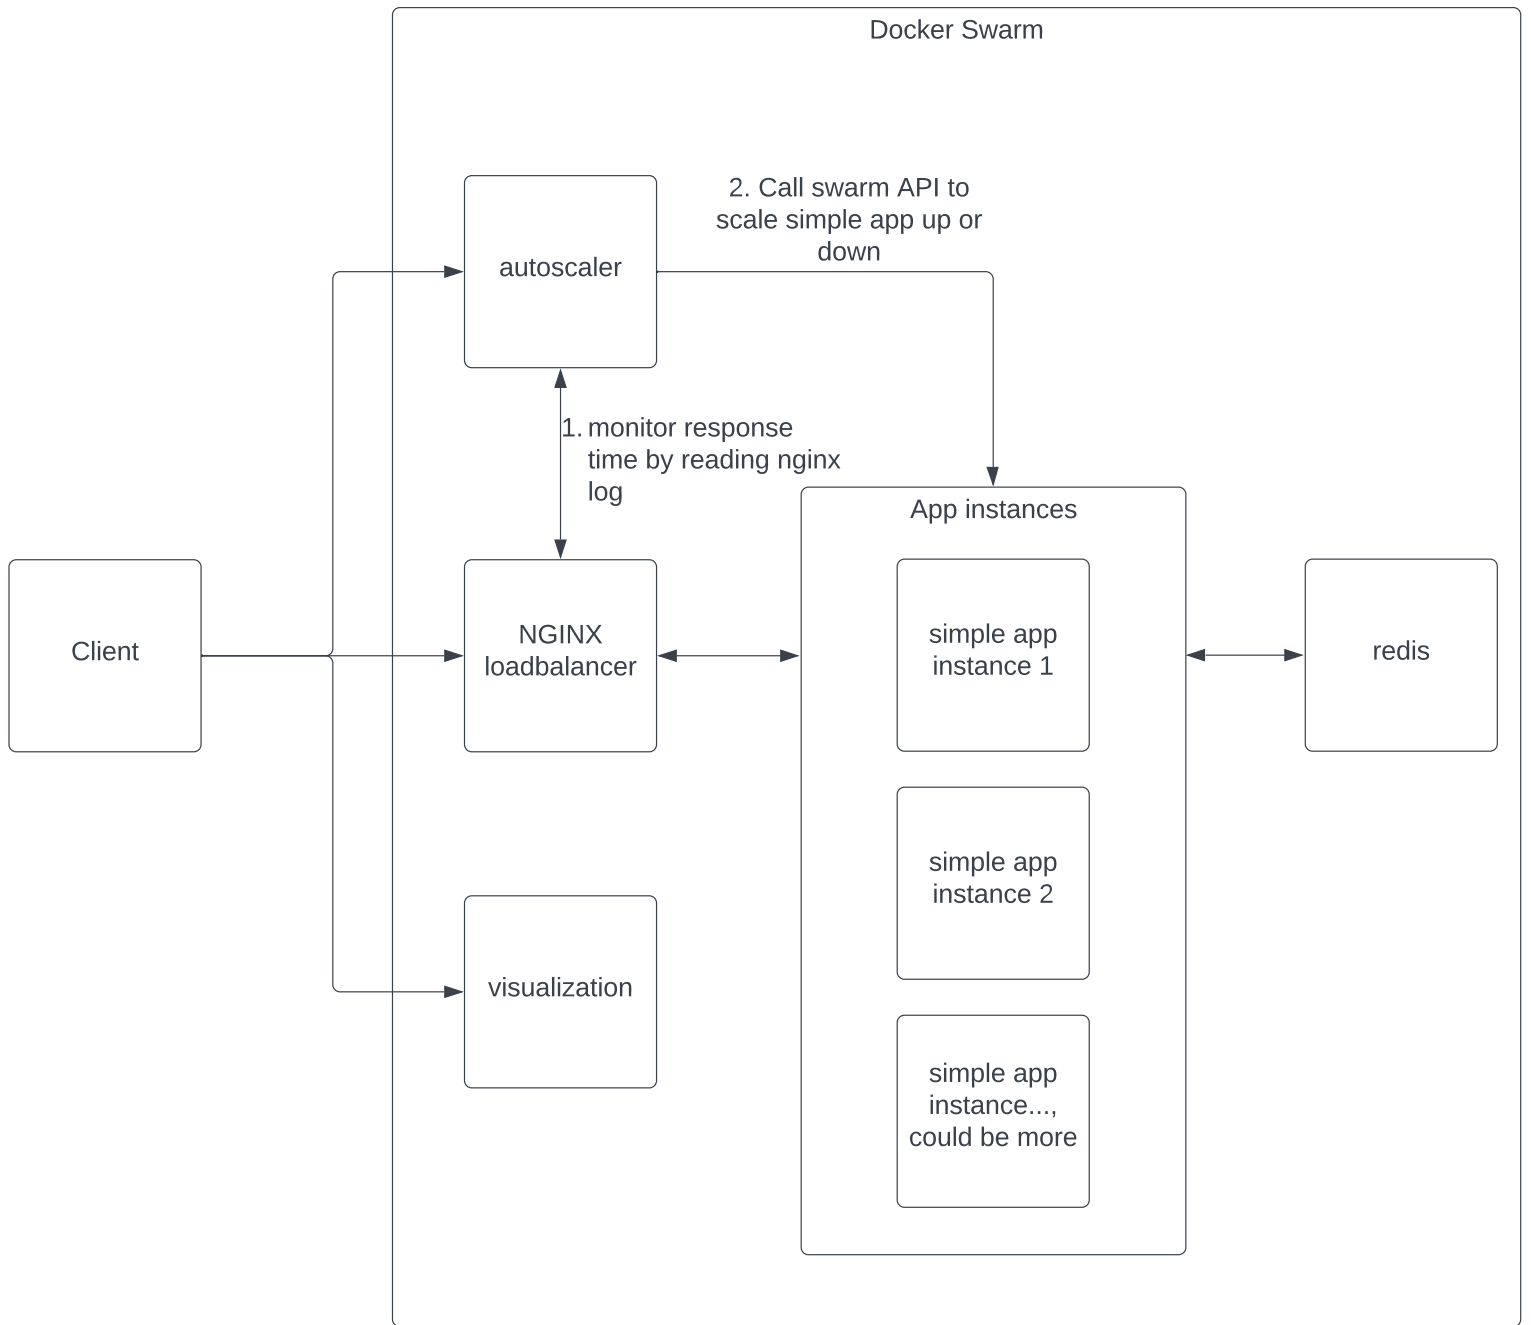 Docker Swarm
2. Call swarm API to
scale simple app up or
down
autoscaler
1. monitor response
time by reading nginx
log
App instances
Client
NGINX
loadbalancer
simple app
instance 1
redis
simple app
instance 2
visualization
simple app
instance...,
could be more